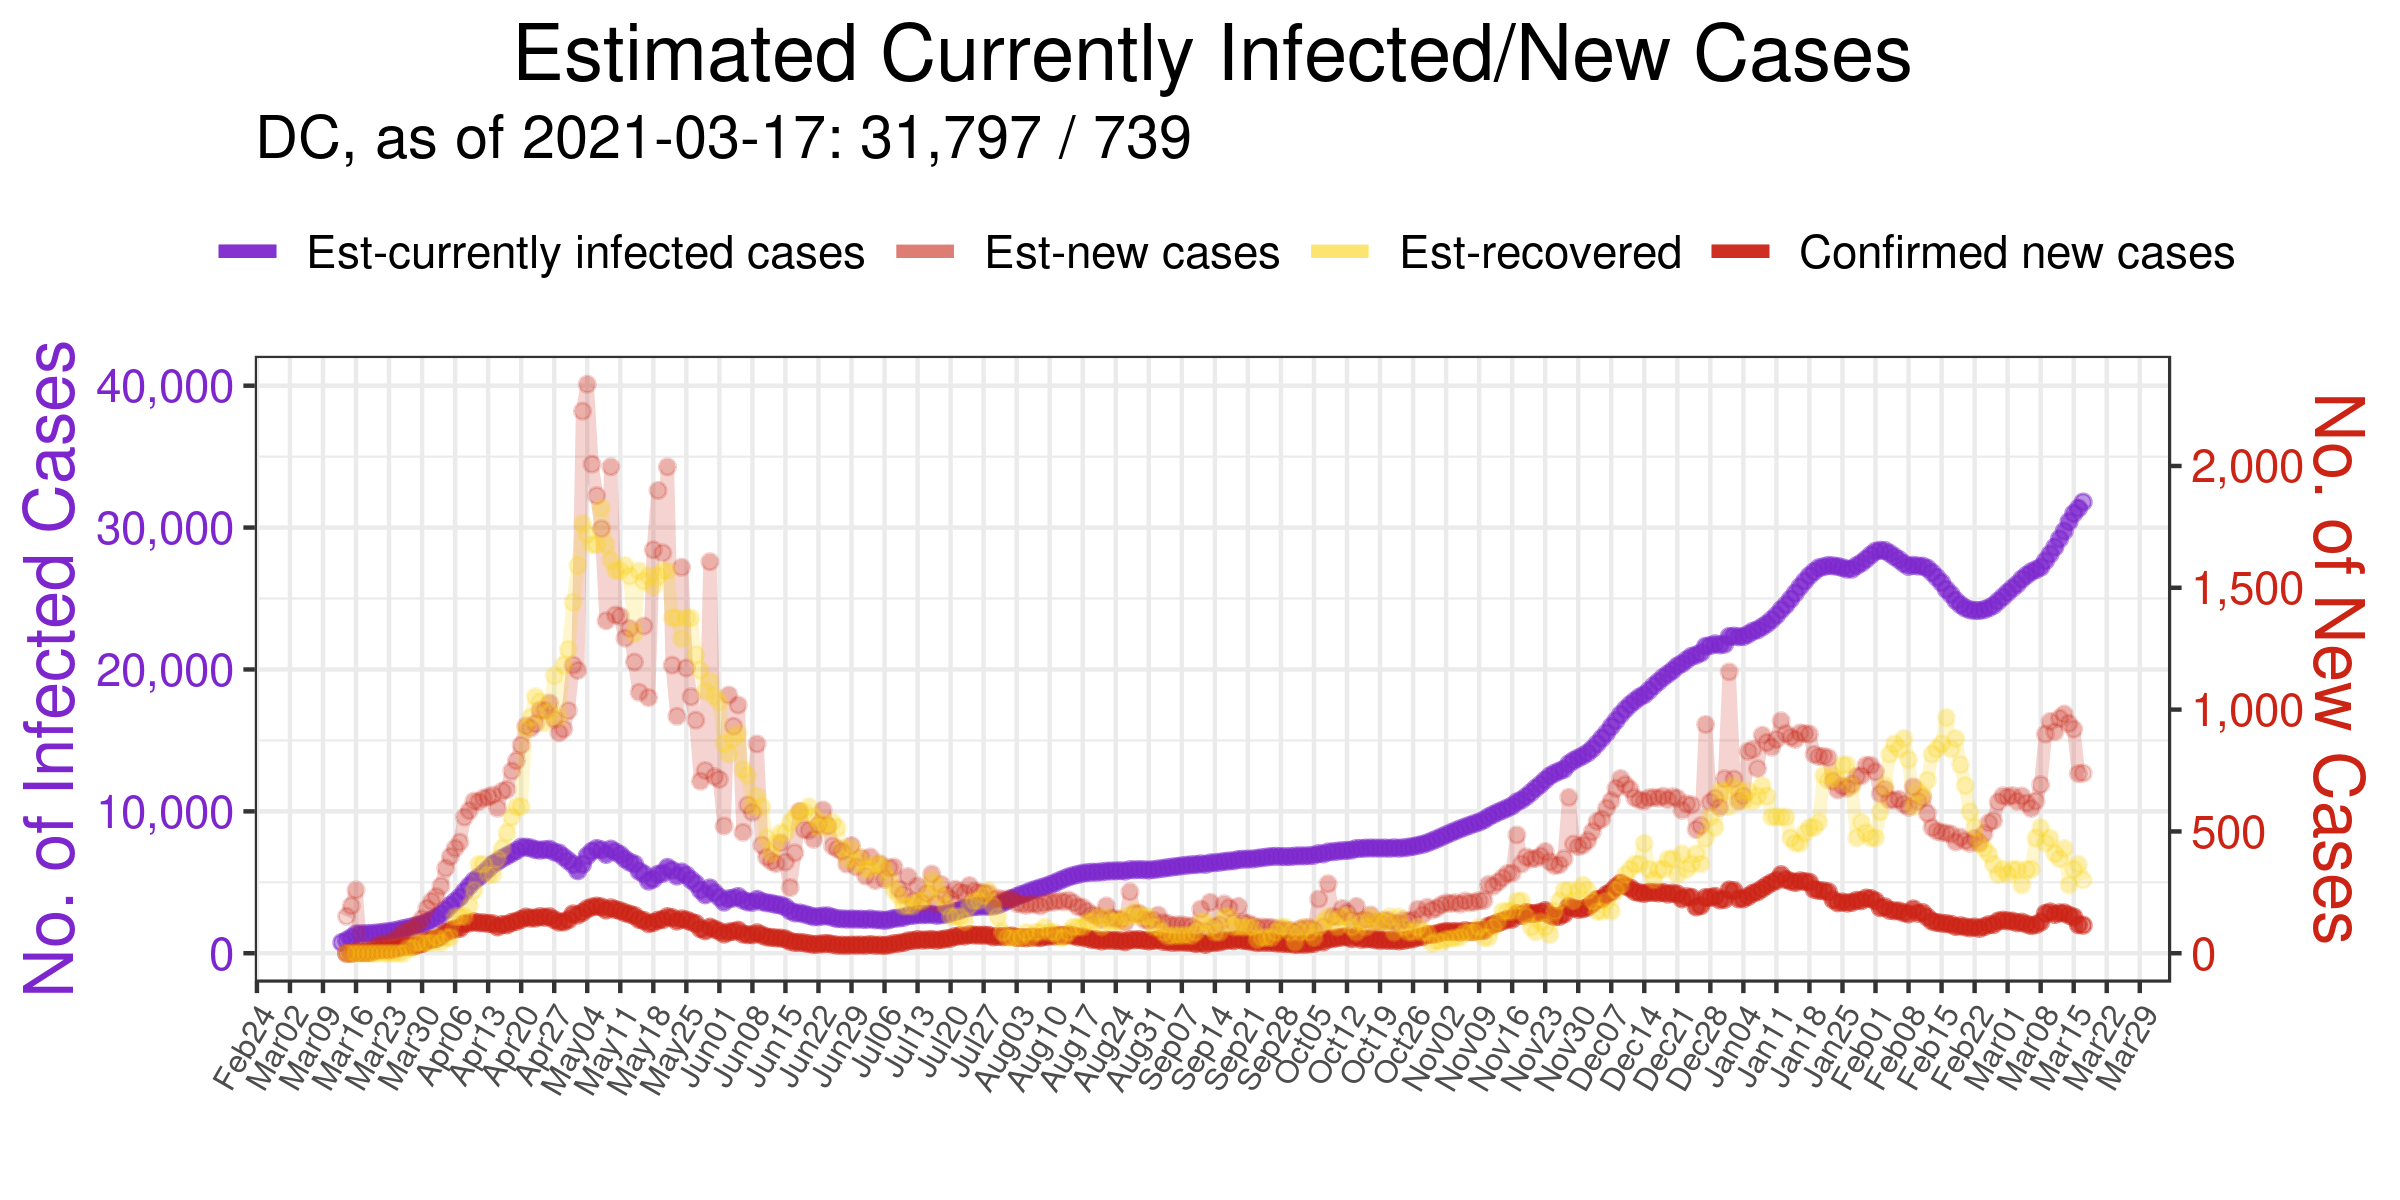 Estimated Currently Infected/New Cases
DC, as of 2021-03-17: 31,797 / 739
Est-currently infected cases Est-new cases Est-recovered Confirmed new cases
No. of Infected Cases
40,000
30,000
20,000
10,000
0
No. of New Cases
2,000
1,500
1,000
500
0
Feb24 Mar02 Mar09 Mar16 Mar23 Mar30 Apr06 Apr13 Apr20 Apr27 May04 May11 May18 May25 Jun01 Jun08 Jun15 Jun22 Jun29 Jul06 Jul13 Jul20 Jul27 Aug03 Aug10 Aug17 Aug24 Aug31 Sep07 Sep14 Sep21 Sep28 Oct05 Oct12 Oct19 Oct26 Nov02 Nov09 Nov16 Nov23 Nov30 Dec07 Dec14 Dec21 Dec28 Jan04 Jan11 Jan18 Jan25 Feb01 Feb08 Feb15 Feb22 Mar01 Mar08 Mar15 Mar22 Mar29